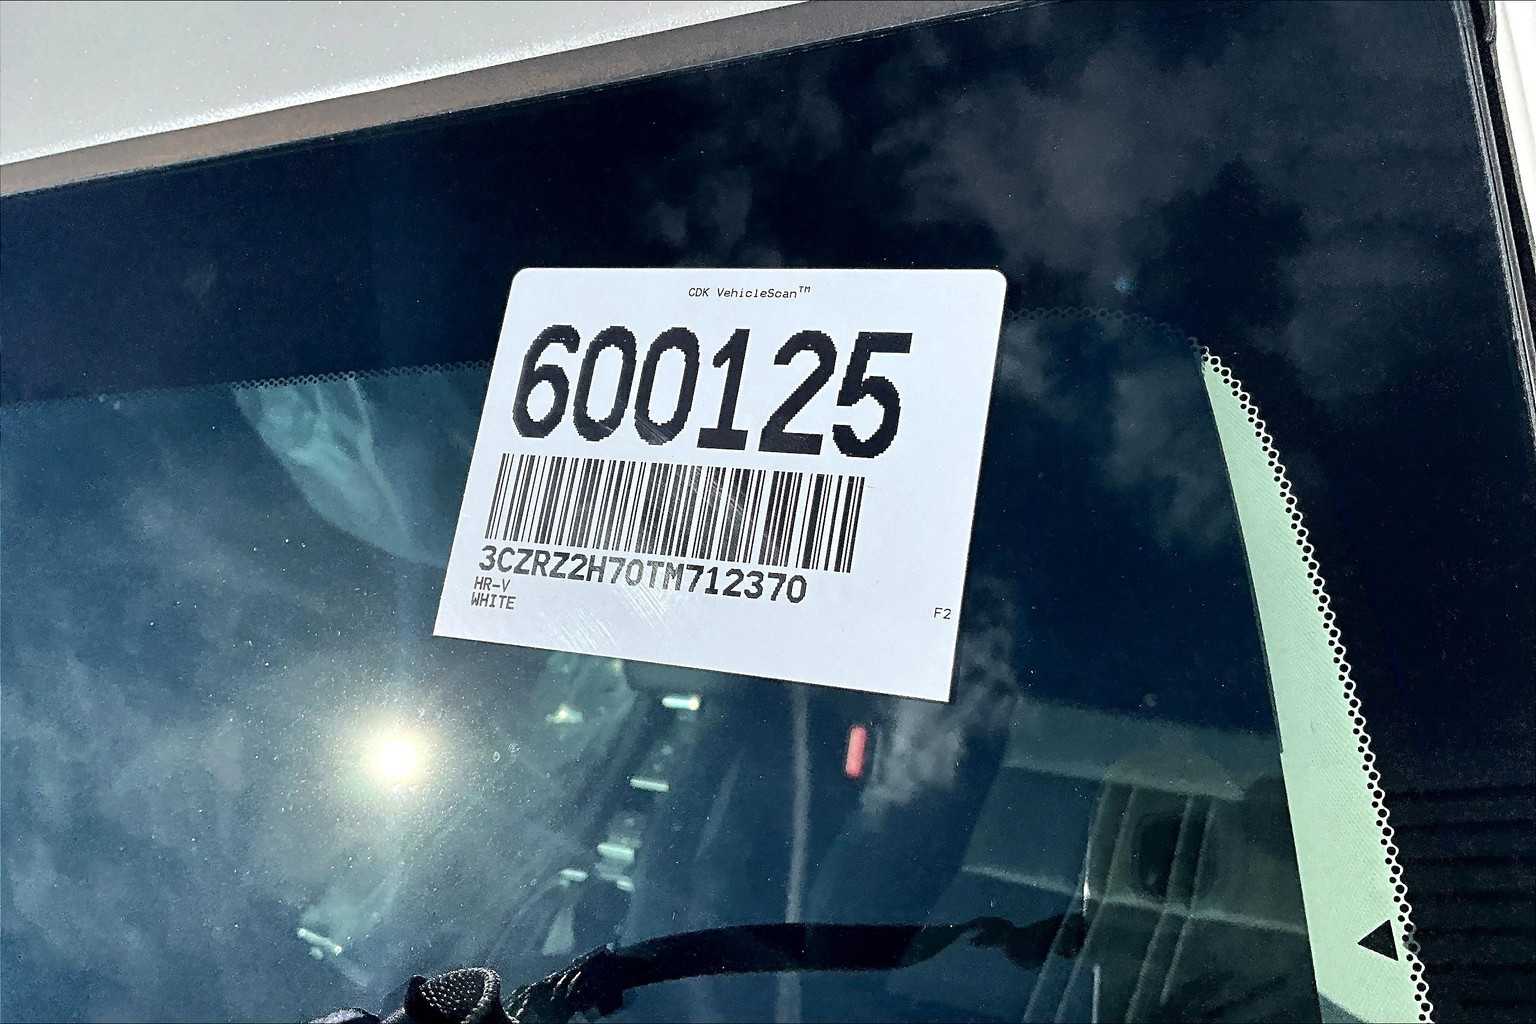 CDK VehicleScan™
600125
3CZRZ2H70TM712370
HR-V
WHITE
F2